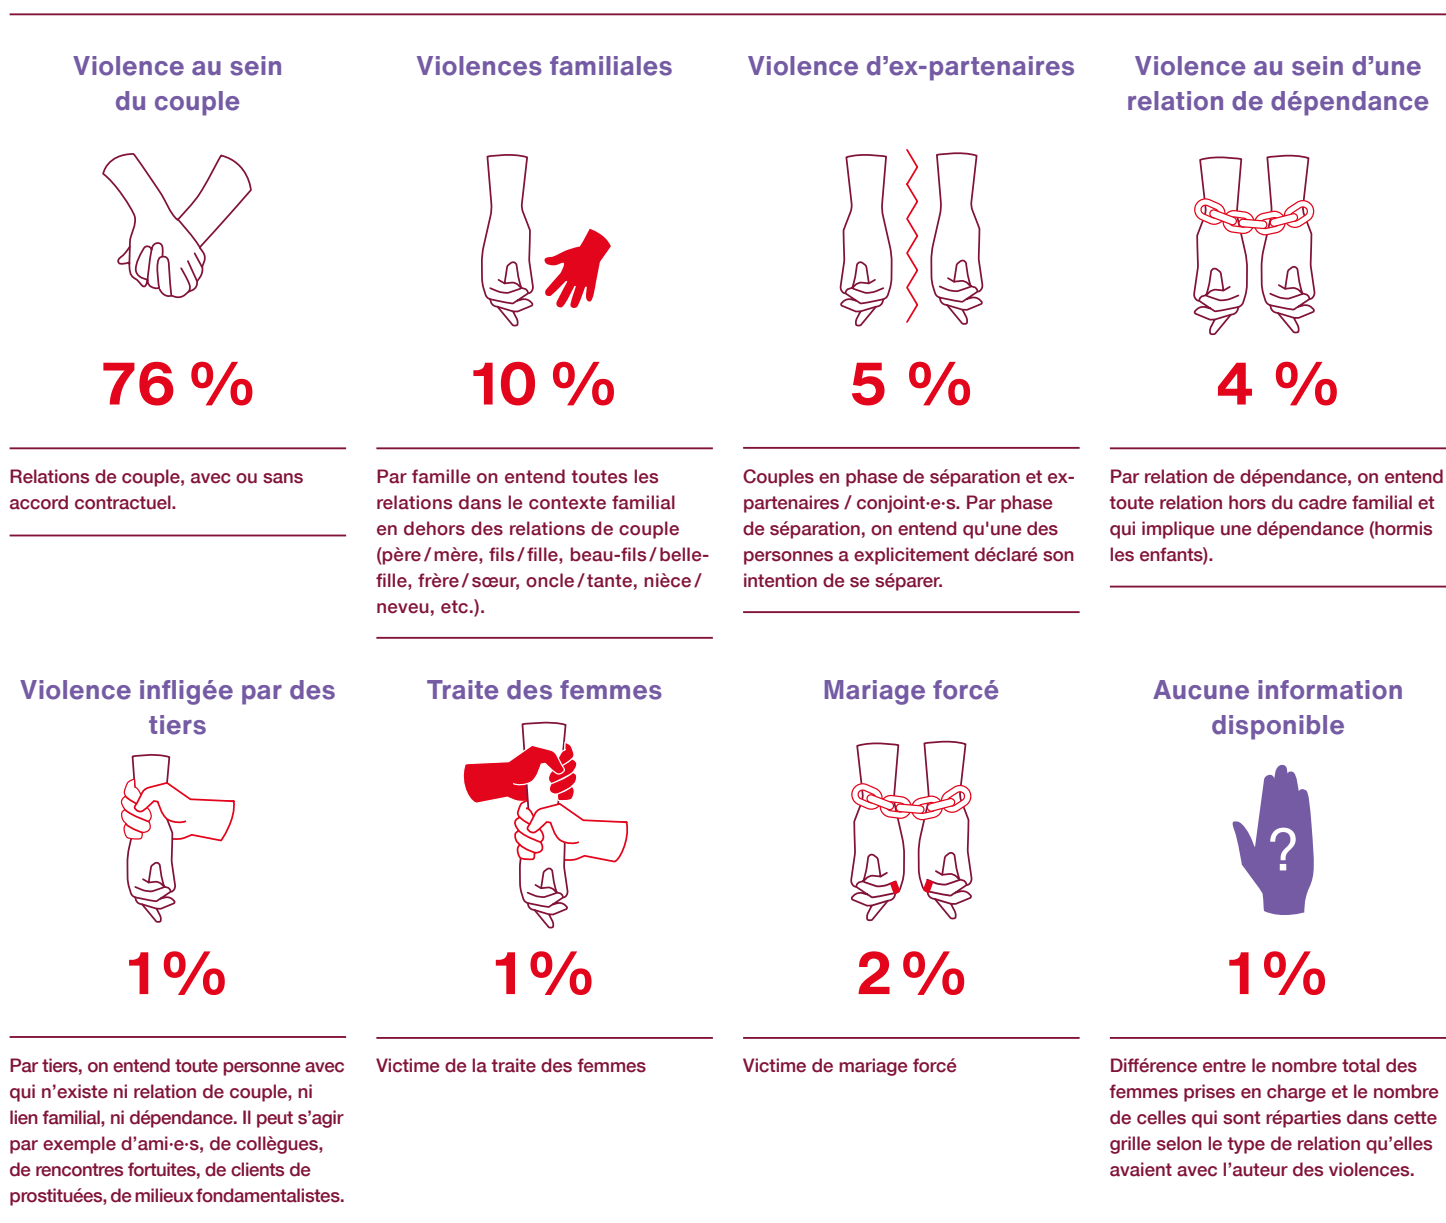 Violence au sein
du couple
76 %
Relations de couple, avec ou sans
accord contractuel.
Violences familiales
10 %
Par famille on entend toutes les
relations dans le contexte familial
en dehors des relations de couple
(père / mère, fils / fille, beau-fils / belle-
fille, frère / sœur, oncle / tante, nièce /
neveu, etc.).
Violence d’ex-partenaires
5 %
Couples en phase de séparation et ex-
partenaires / conjoint·e·s. Par phase
de séparation, on entend qu'une des
personnes a explicitement déclaré son
intention de se séparer.
Violence au sein d’une
relation de dépendance
4 %
Par relation de dépendance, on entend
toute relation hors du cadre familial et
qui implique une dépendance (hormis
les enfants).
Violence infligée par des
tiers
1%
Par tiers, on entend toute personne avec
qui n’existe ni relation de couple, ni
lien familial, ni dépendance. Il peut s’agir
par exemple d’ami·e·s, de collègues,
de rencontres fortuites, de clients de
prostituées, de milieux fondamentalistes.
Traite des femmes
1%
Victime de la traite des femmes
Mariage forcé
2 %
Victime de mariage forcé
Aucune information
disponible
?
1%
Différence entre le nombre total des
femmes prises en charge et le nombre
de celles qui sont réparties dans cette
grille selon le type de relation qu’elles
avaient avec l’auteur des violences.